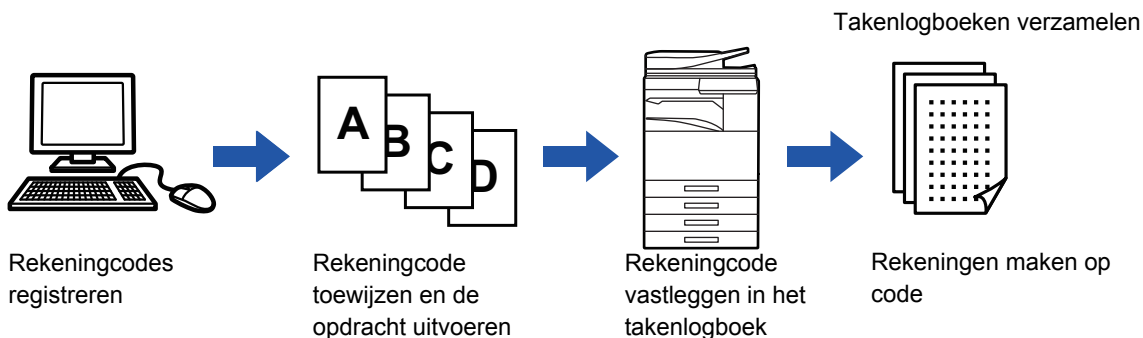 Takenlogboeken verzamelen
A
B
C
D
Rekeningcodes
registreren
Rekeningcode
toewijzen en de
opdracht uitvoeren
Rekeningcode
vastleggen in het
takenlogboek
Rekeningen maken op
code